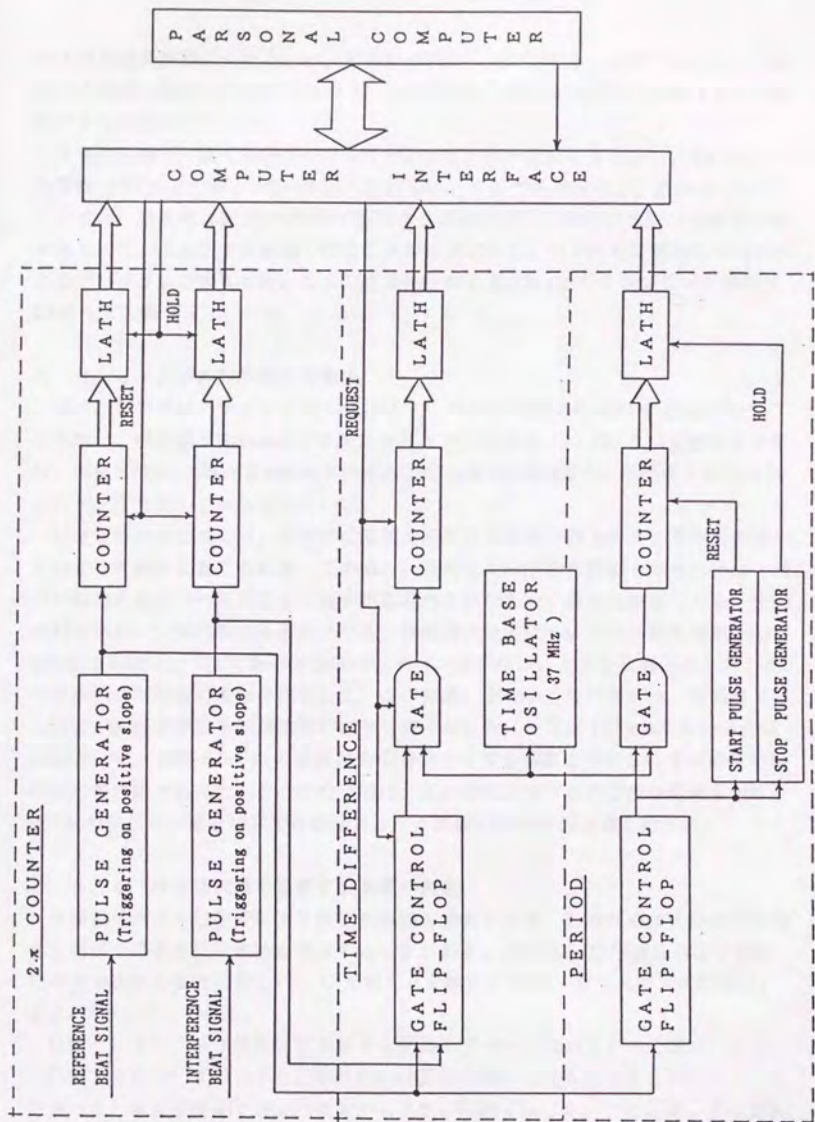 2.π COUNTER
REFERENCE
BEAT SIGNAL
PULSE GENERATOR
(Triggering on positive slope)
COUNTER
RESET
LATH
INTERFERENCE
BEAT SIGNAL
PULSE GENERATOR
(Triggering on positive slope)
COUNTER
HOLD
LATH
TIME DIFFERECE
REQUEST
GATE CONTROL
FLIPFLFOP
GATE
COUNTER
LATH
TIME BASE
OSILLATOR
( 37 MHz )
PERIOD
GATE CONTROL
FLIPFLOP
GATE
COUNTER
LATH
RESET
HOLD
START PULSE GENERATOR
STOP PULSE GENERATOR
COMPUTER INTERFACE
PARSONAL COMPUTER